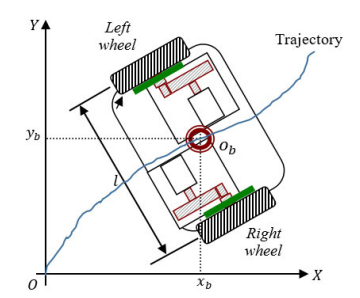 Y
Left
wheel
Trajectory
y_b
o_b
l
Right
wheel
O
x_b
X